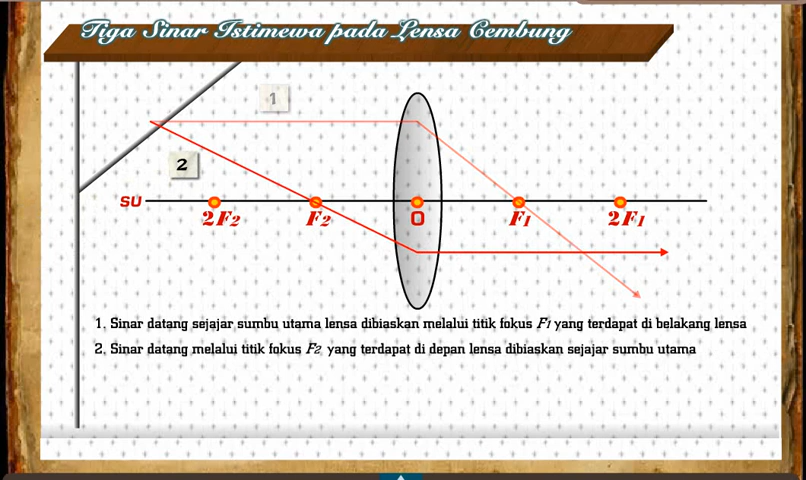 Tiga Sinar Istimewa pada Lensa Cembung
1
2
SU
2F2 F2 O F1 2F1
1. Sinar datang sejajar sumbu utama lensa dibiaskan melalui titik fokus F1 yang terdapat di belakang lensa
2. Sinar datang melalui titik fokus F2 yang terdapat di depan lensa dibiaskan sejajar sumbu utama